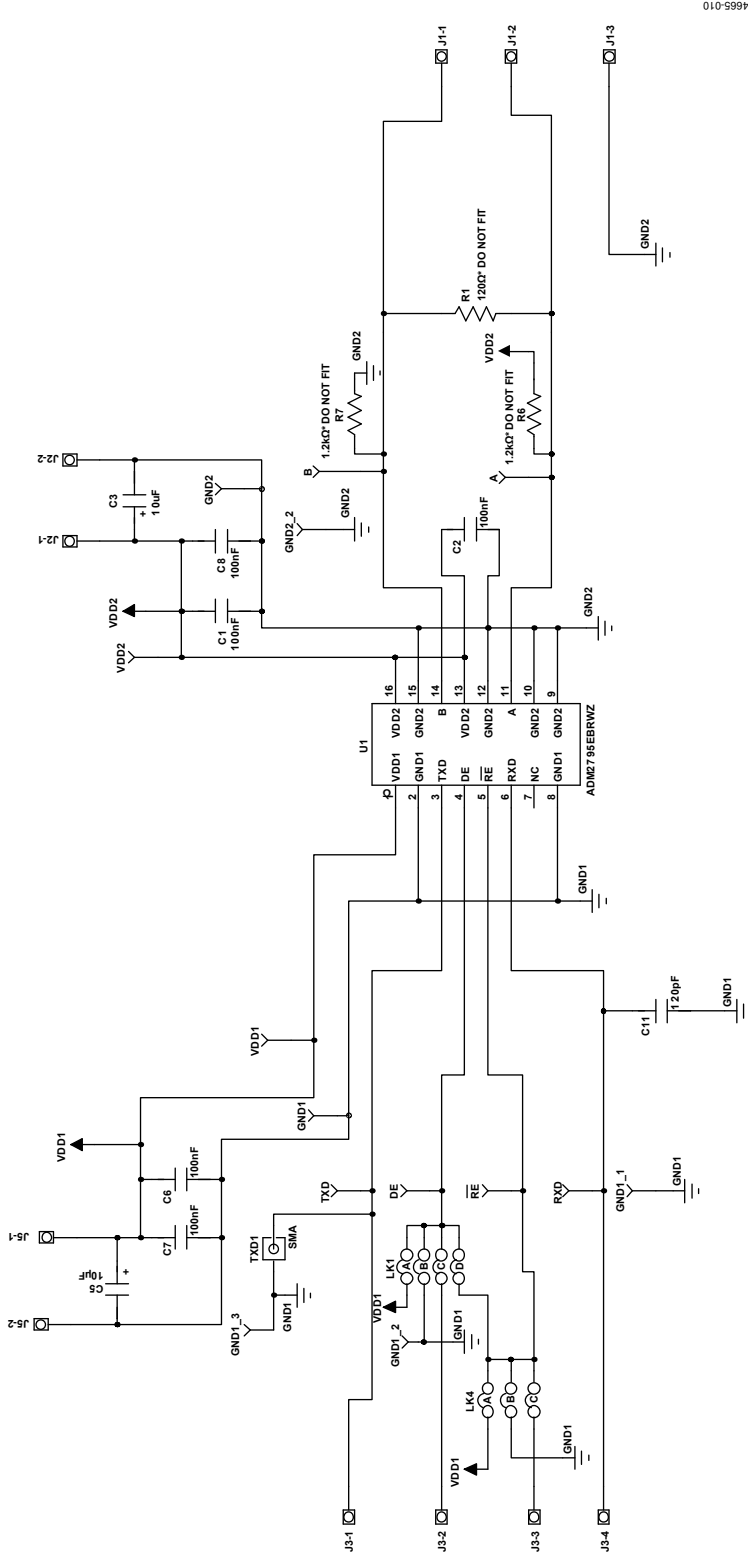 4665-010
J1-1
J1-2
J1-3
GND2
R1
120Ω* DO NOT FIT
1.2kΩ* DO NOT FIT
R7
GND2
VDD2
1.2kΩ* DO NOT FIT
R6
B
A
GND2_2
GND2
C2
100nF
J2-2
J2-1
C3
10uF
+
GND2
C8
100nF
C1
100nF
VDD2
VDD2
GND2
U1
ADM2795EBRWZ
VDD1
GND1
TXD
DE
RE
RXD
NC
GND1
1
2
3
4
5
6
7
8
VDD2
GND2
B
VDD2
GND2
A
GND2
GND2
16
15
14
13
12
11
10
9
GND1
VDD1
GND1
VDD1
C6
100nF
C7
100nF
J5-1
J5-2
C5
10µF
+
C11
120pF
GND1
TXD
DE
RE
RXD
GND1_1
GND1
TXD1
SMA
GND1_3
GND1
LK1
A
B
C
D
VDD1
GND1_2
GND1
LK4
A
B
C
VDD1
GND1
J3-1
J3-2
J3-3
J3-4